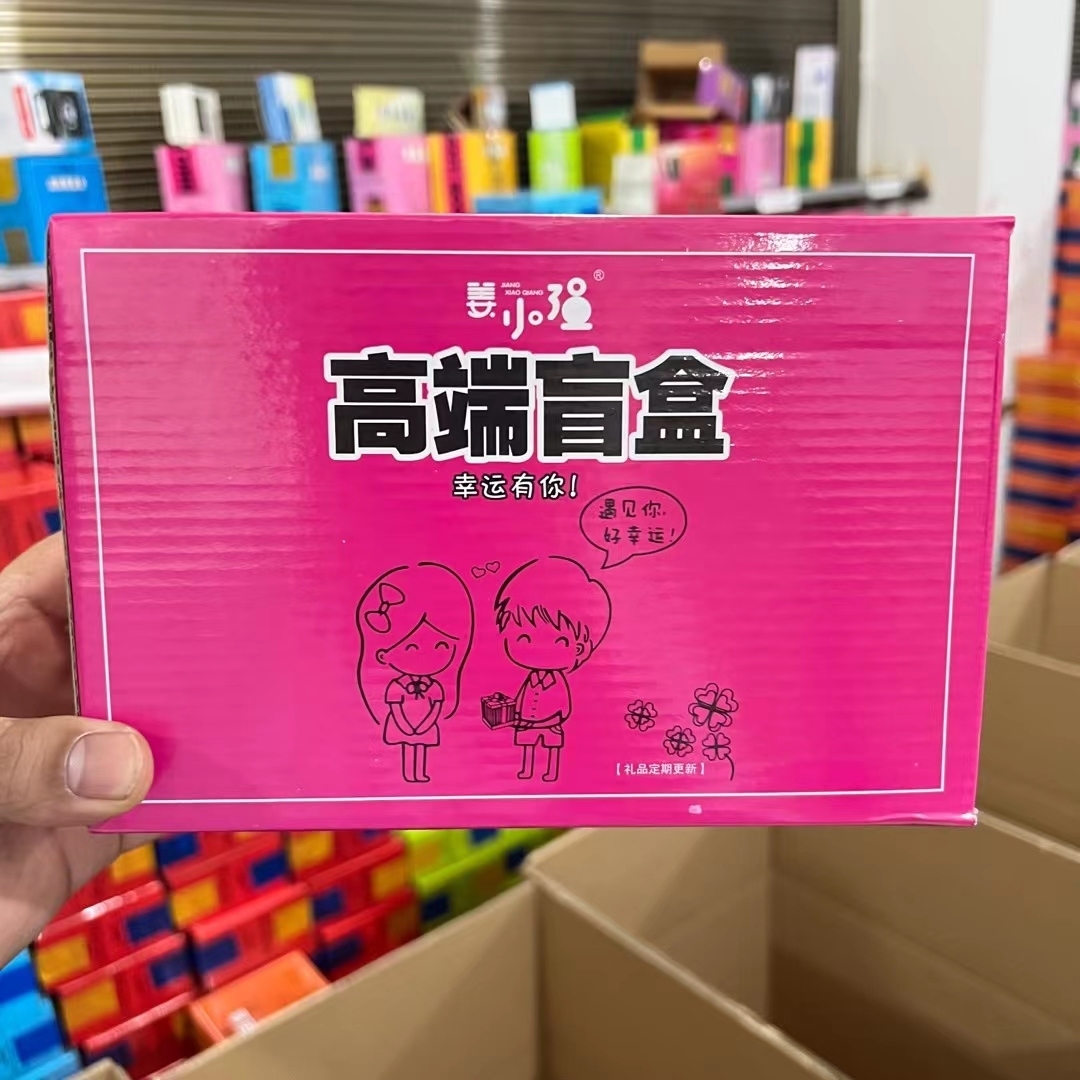 姜小强®
JIANG
XIAO QIANG
高端盲盒
幸运有你！
遇见你，
好幸运！
【礼品定期更新】